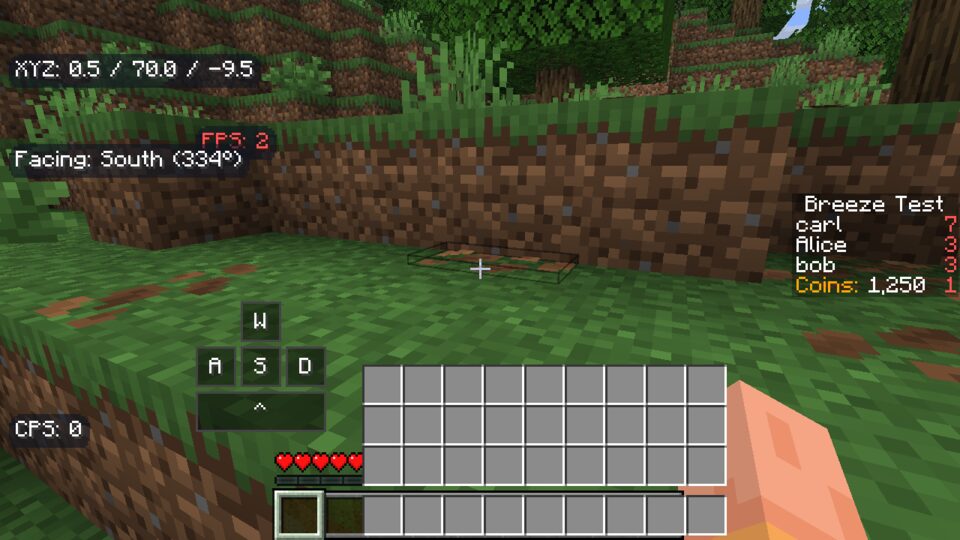 XYZ: 0.5 / 70.0 / -9.5
FPS: 2
Facing: South (334°)
Breeze Test
carl 7
Alice 3
bob 3
Coins: 1,250 1
W
A S D
^
CPS: 0